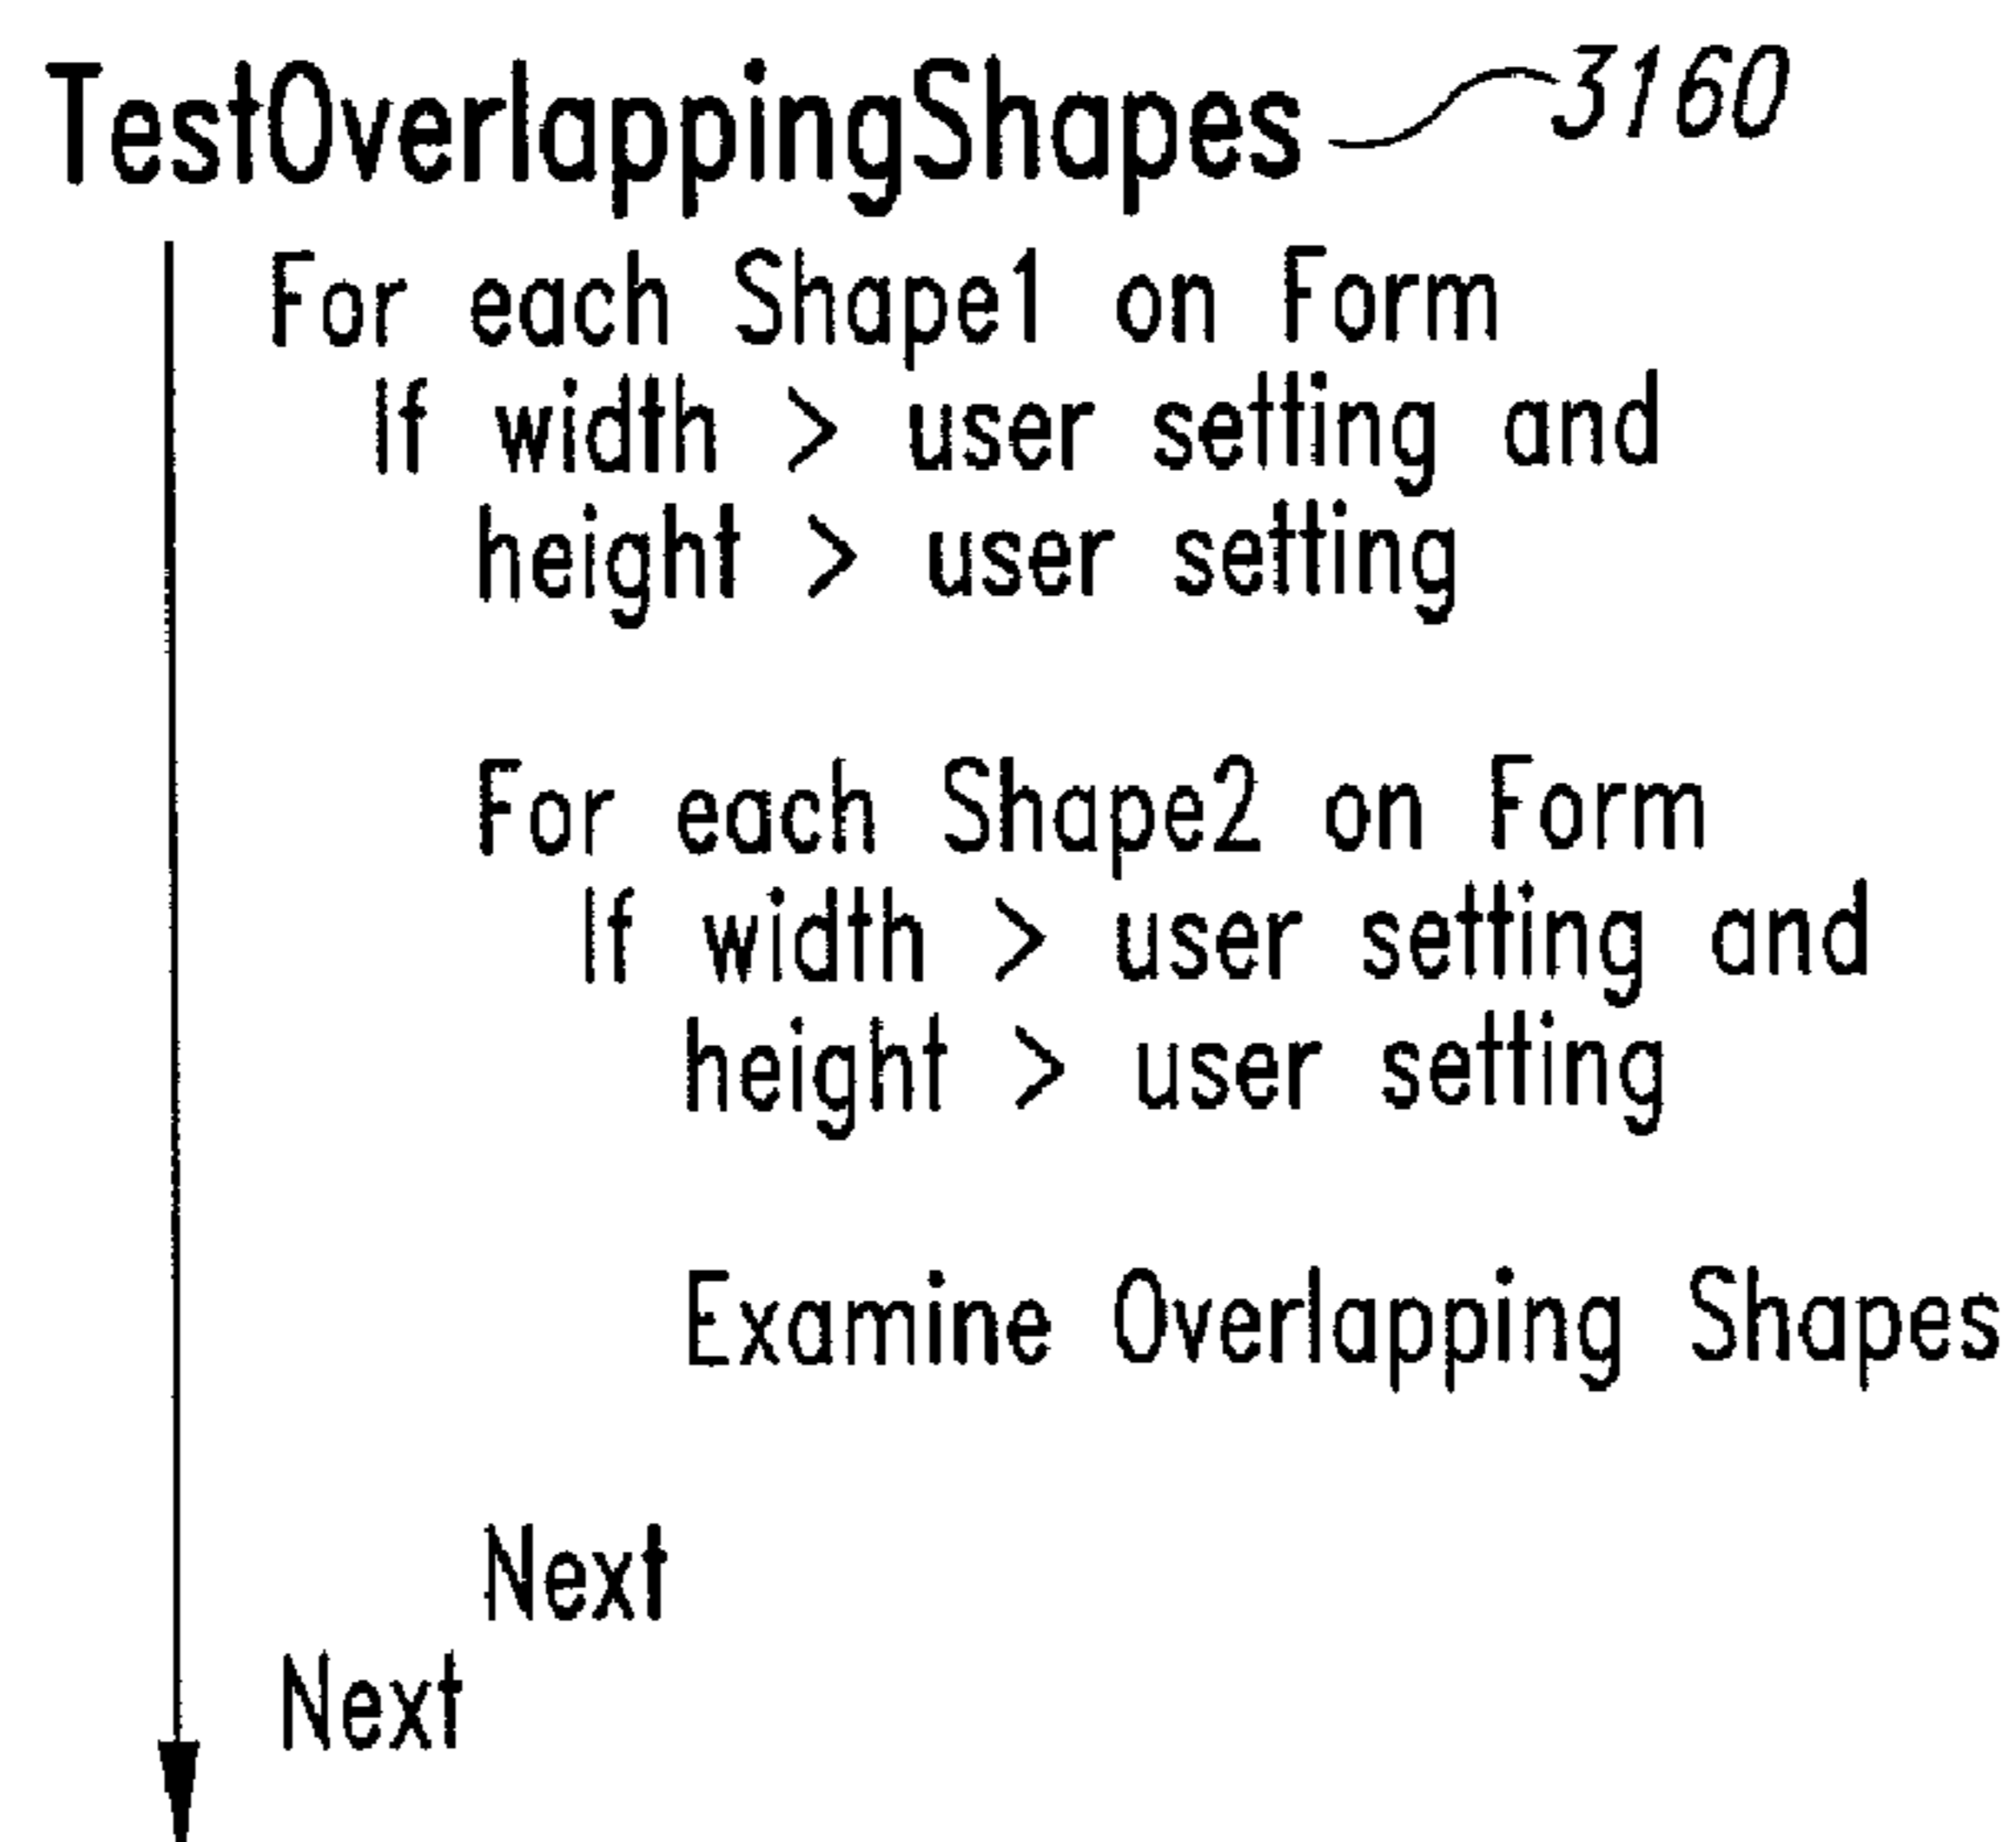 TestOverlappingShapes 3160
For each Shape1 on Form
If width > user setting and
height > user setting
For each Shape2 on Form
If width > user setting and
height > user setting
Examine Overlapping Shapes
Next
Next